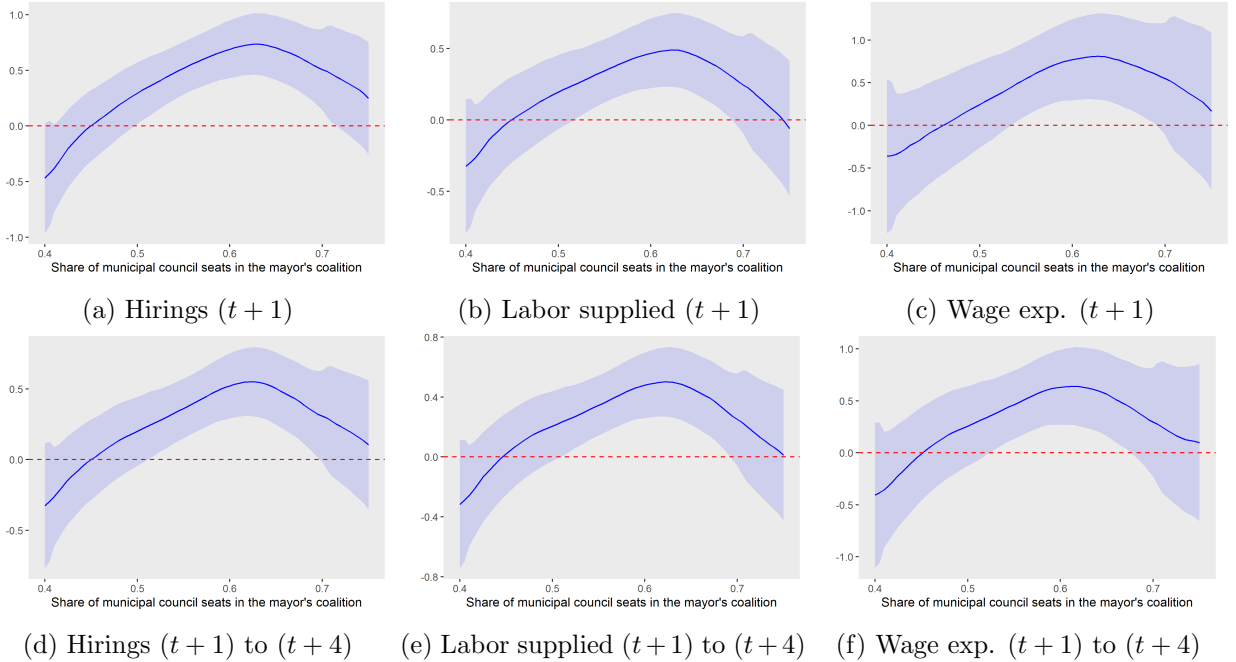 1.0
0.5
0.0
-0.5
-1.0
0.4 0.5 0.6 0.7
Share of municipal council seats in the mayor's coalition
(a) Hirings (t + 1)
0.5
0.0
-0.5
0.4 0.5 0.6 0.7
Share of municipal council seats in the mayor's coalition
(b) Labor supplied (t + 1)
1.0
0.5
0.0
-0.5
-1.0
0.4 0.5 0.6 0.7
Share of municipal council seats in the mayor's coalition
(c) Wage exp. (t + 1)
0.5
0.0
-0.5
0.4 0.5 0.6 0.7
Share of municipal council seats in the mayor's coalition
(d) Hirings (t + 1) to (t + 4)
0.8
0.4
0.0
-0.4
-0.8
0.4 0.5 0.6 0.7
Share of municipal council seats in the mayor's coalition
(e) Labor supplied (t + 1) to (t + 4)
1.0
0.5
0.0
-0.5
-1.0
0.4 0.5 0.6 0.7
Share of municipal council seats in the mayor's coalition
(f) Wage exp. (t + 1) to (t + 4)